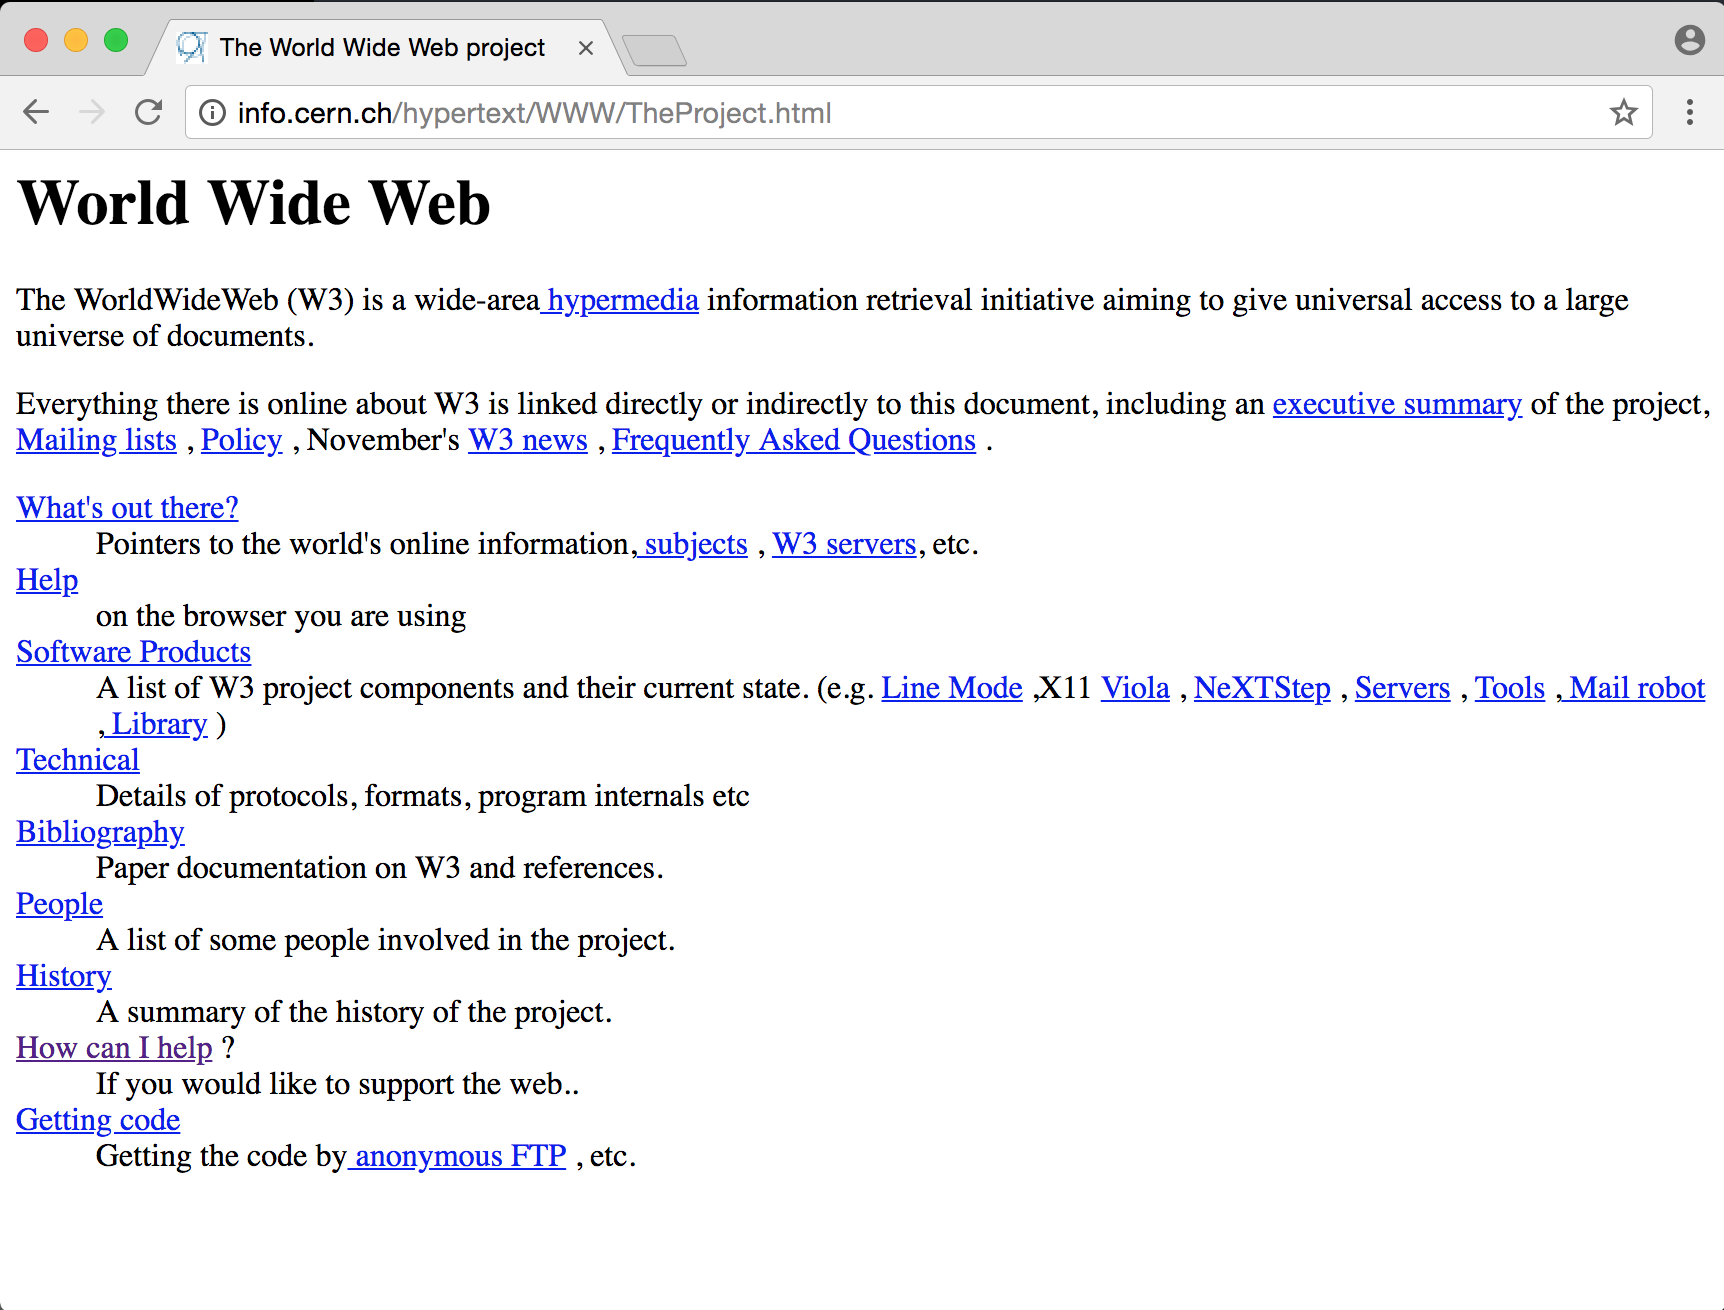 The World Wide Web project
info.cern.ch/hypertext/WWW/TheProject.html
World Wide Web
The WorldWideWeb (W3) is a wide-area hypermedia information retrieval initiative aiming to give universal access to a large
universe of documents.
Everything there is online about W3 is linked directly or indirectly to this document, including an executive summary of the project,
Mailing lists , Policy , November's W3 news , Frequently Asked Questions .
What's out there?
Pointers to the world's online information, subjects , W3 servers, etc.
Help
on the browser you are using
Software Products
A list of W3 project components and their current state. (e.g. Line Mode ,X11 Viola , NeXTStep , Servers , Tools , Mail robot
, Library )
Technical
Details of protocols, formats, program internals etc
Bibliography
Paper documentation on W3 and references.
People
A list of some people involved in the project.
History
A summary of the history of the project.
How can I help ?
If you would like to support the web..
Getting code
Getting the code by anonymous FTP , etc.